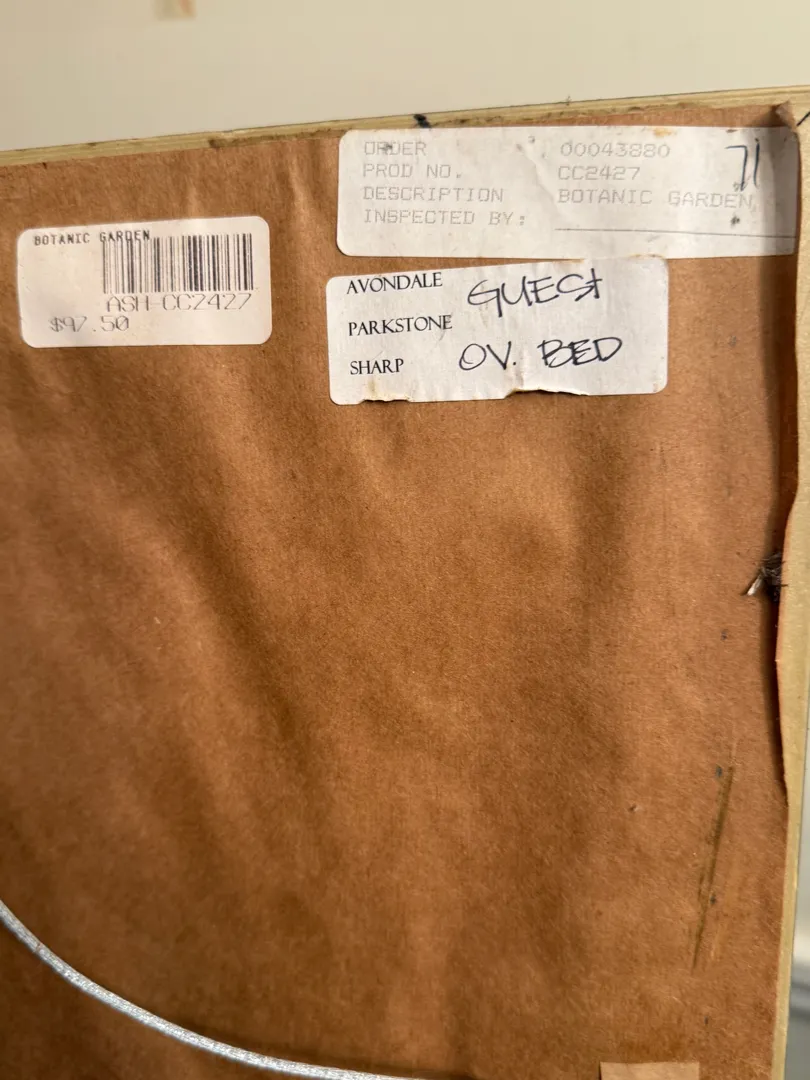 ORDER 00043880
PROD NO. CC2427
DESCRIPTION BOTANIC GARDEN
INSPECTED BY:
71
BOTANIC GARDEN
ASH-CC2427
$97.50
AVONDALE GUEST
PARKSTONE
SHARP OV. BED